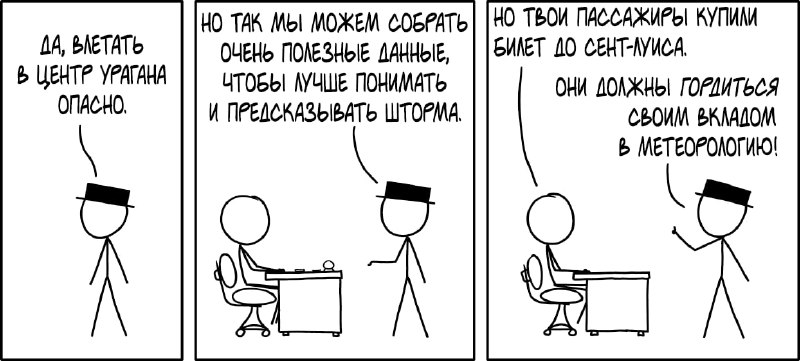 ДА, ВЛЕТАТЬ
В ЦЕНТР УРАГАНА
ОПАСНО.
НО ТАК МЫ МОЖЕМ СОБРАТЬ
ОЧЕНЬ ПОЛЕЗНЫЕ ДАННЫЕ,
ЧТОБЫ ЛУЧШЕ ПОНИМАТЬ
И ПРЕДСКАЗЫВАТЬ ШТОРМА.
НО ТВОИ ПАССАЖИРЫ КУПИЛИ
БИЛЕТ ДО СЕНТ-ЛУИСА.
ОНИ ДОЛЖНЫ ГОРДИТЬСЯ
СВОИМ ВКЛАДОМ
В МЕТЕОРОЛОГИЮ!